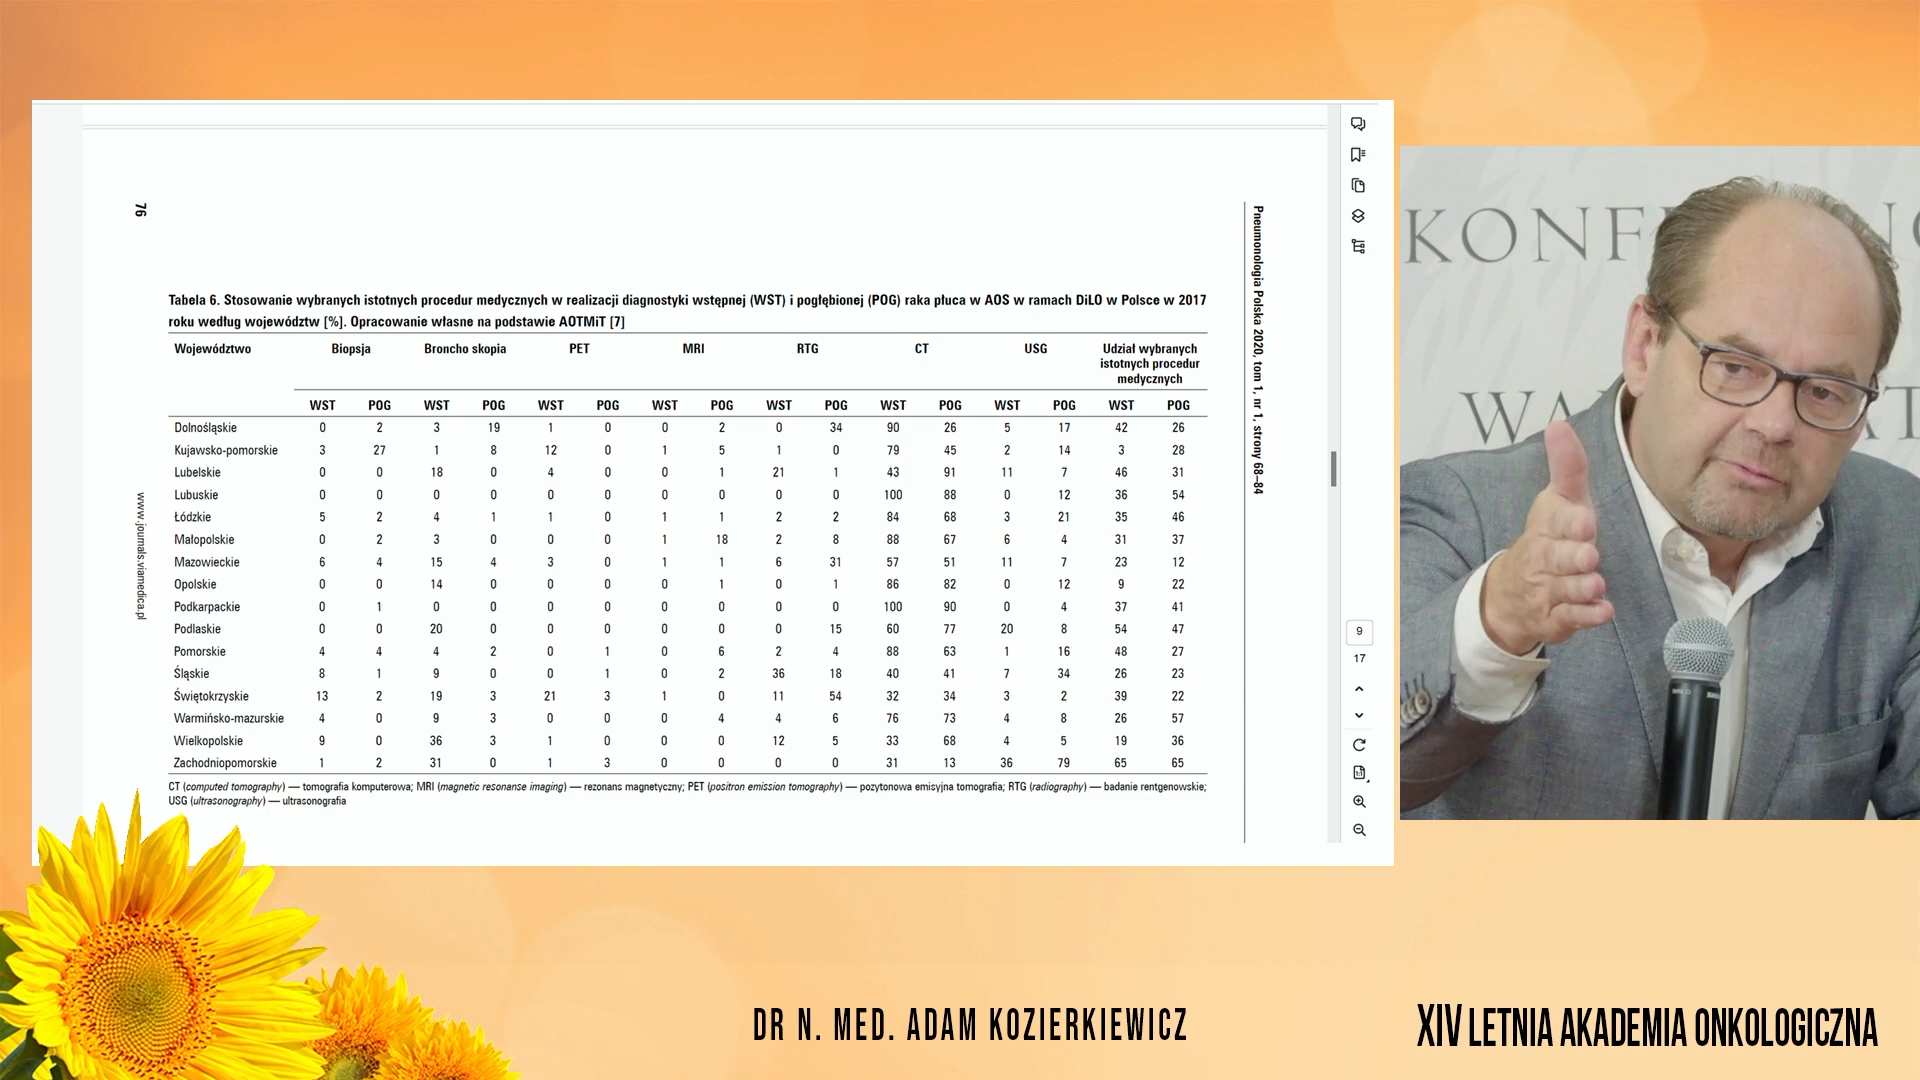 76
www.journals.viamedica.pl
Pneumonologia Polska 2020, tom 1, nr 1, strony 68–84
Tabela 6. Stosowanie wybranych istotnych procedur medycznych w realizacji diagnostyki wstępnej (WST) i pogłębionej (POG) raka płuca w AOS w ramach DiLO w Polsce w 2017
roku według województw [%]. Opracowanie własne na podstawie AOTMiT [7]
Województwo Biopsja Broncho skopia PET MRI RTG CT USG Udział wybranych
istotnych procedur
medycznych
WST POG WST POG WST POG WST POG WST POG WST POG WST POG WST POG
Dolnośląskie 0 2 3 19 1 0 0 2 0 34 90 26 5 17 42 26
Kujawsko-pomorskie 3 27 1 8 12 0 1 5 1 0 79 45 2 14 3 28
Lubelskie 0 0 18 0 4 0 0 1 21 1 43 91 11 7 46 31
Lubuskie 0 0 0 0 0 0 0 0 0 0 100 88 0 12 36 54
Łódzkie 5 2 4 1 1 0 1 1 2 2 84 68 3 21 35 46
Małopolskie 0 2 3 0 0 0 1 18 2 8 88 67 6 4 31 37
Mazowieckie 6 4 15 4 3 0 1 1 6 31 57 51 11 7 23 12
Opolskie 0 0 14 0 0 0 0 1 0 1 86 82 0 12 9 22
Podkarpackie 0 1 0 0 0 0 0 0 0 0 100 90 0 4 37 41
Podlaskie 0 0 20 0 0 0 0 0 0 15 60 77 20 8 54 47
Pomorskie 4 4 4 2 0 1 0 6 2 4 88 63 1 16 48 27
Śląskie 8 1 9 0 0 1 0 2 36 18 40 41 7 34 26 23
Świętokrzyskie 13 2 19 3 21 3 1 0 11 54 32 34 3 2 39 22
Warmińsko-mazurskie 4 0 9 3 0 0 0 4 4 6 76 73 4 8 26 57
Wielkopolskie 9 0 36 3 1 0 0 0 12 5 33 68 4 5 19 36
Zachodniopomorskie 1 2 31 0 1 3 0 0 0 0 31 13 36 79 65 65
CT (computed tomography) — tomografia komputerowa; MRI (magnetic resonanse imaging) — rezonans magnetyczny; PET (positron emission tomography) — pozytonowa emisyjna tomografia; RTG (radiography) — badanie rentgenowskie;
USG (ultrasonography) — ultrasonografia
9
17
KONF
WA
DR N. MED. ADAM KOZIERKIEWICZ
XIV LETNIA AKADEMIA ONKOLOGICZNA